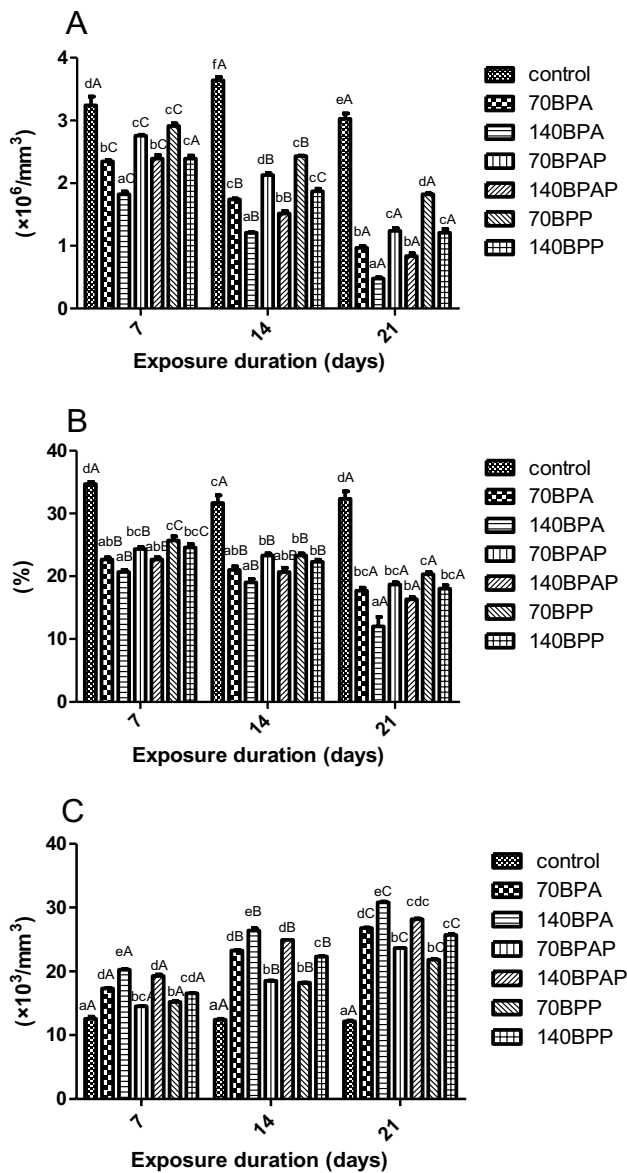 A
4
3
2
1
0
(×10⁶/mm³)
dA bC aC cC bC cC cA
fA cB aB dB bB cB cC
eA bA aA cA bA dA cA
7 14 21
Exposure duration (days)
control
70BPA
140BPA
70BPAP
140BPAP
70BPP
140BPP
B
40
30
20
10
0
(%)
dA abB aB bcB abB cC bcC
cA abB aB bB abB bB bB
dA bcA aA bcA bA cA bcA
7 14 21
Exposure duration (days)
control
70BPA
140BPA
70BPAP
140BPAP
70BPP
140BPP
C
40
30
20
10
0
(×10³/mm³)
aA dA eA bcA dA bA cdA
aA dB eB bB dB bB cB
aA dC eC bC cdc bC cC
7 14 21
Exposure duration (days)
control
70BPA
140BPA
70BPAP
140BPAP
70BPP
140BPP